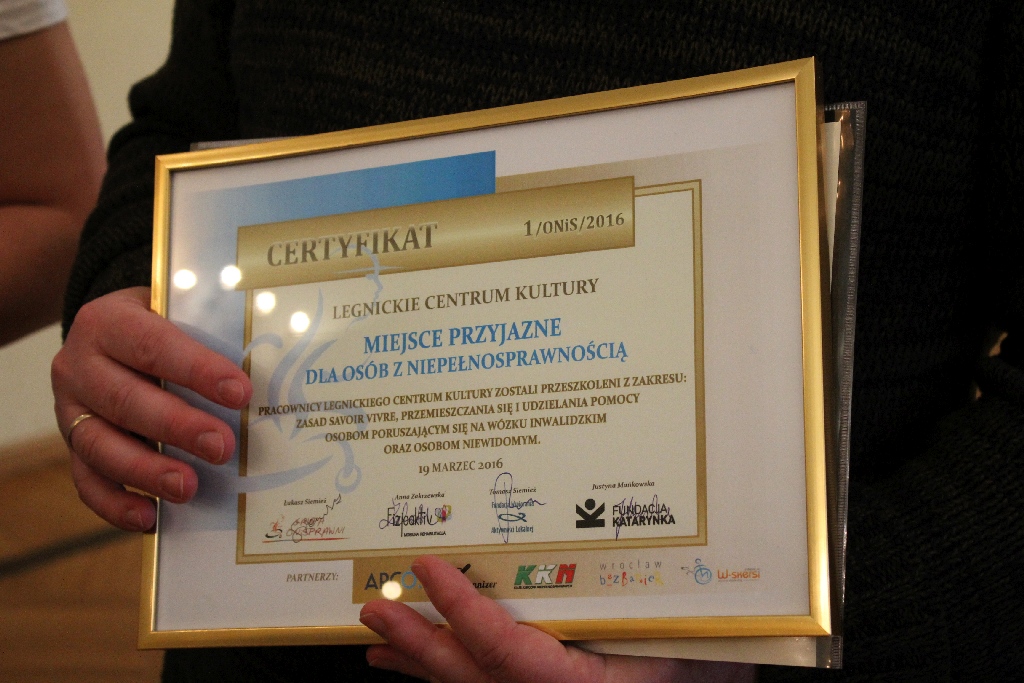 CERTYFIKAT 1/ONiS/2016
LEGNICKIE CENTRUM KULTURY
MIEJSCE PRZYJAZNE
DLA OSÓB Z NIEPEŁNOSPRAWNOŚCIĄ
PRACOWNICY LEGNICKIEGO CENTRUM KULTURY ZOSTALI PRZESZKOLENI Z ZAKRESU:
ZASAD SAVOIR VIVRE, PRZEMIESZCZANIA SIĘ I UDZIELANIA POMOCY
OSOBOM PORUSZAJĄCYM SIĘ NA WÓZKU INWALIDZKIM
ORAZ OSOBOM NIEWIDOMYM.
19 MARZEC 2016
Łukasz Siemież Anna Zakrzewska Tomasz Siemież Justyna Mańkowska
Fizjoaktiv
FUNDACJA
KATARYNKA
PARTNERZY:
KKN
wrocław
bez Barier
W-skersi